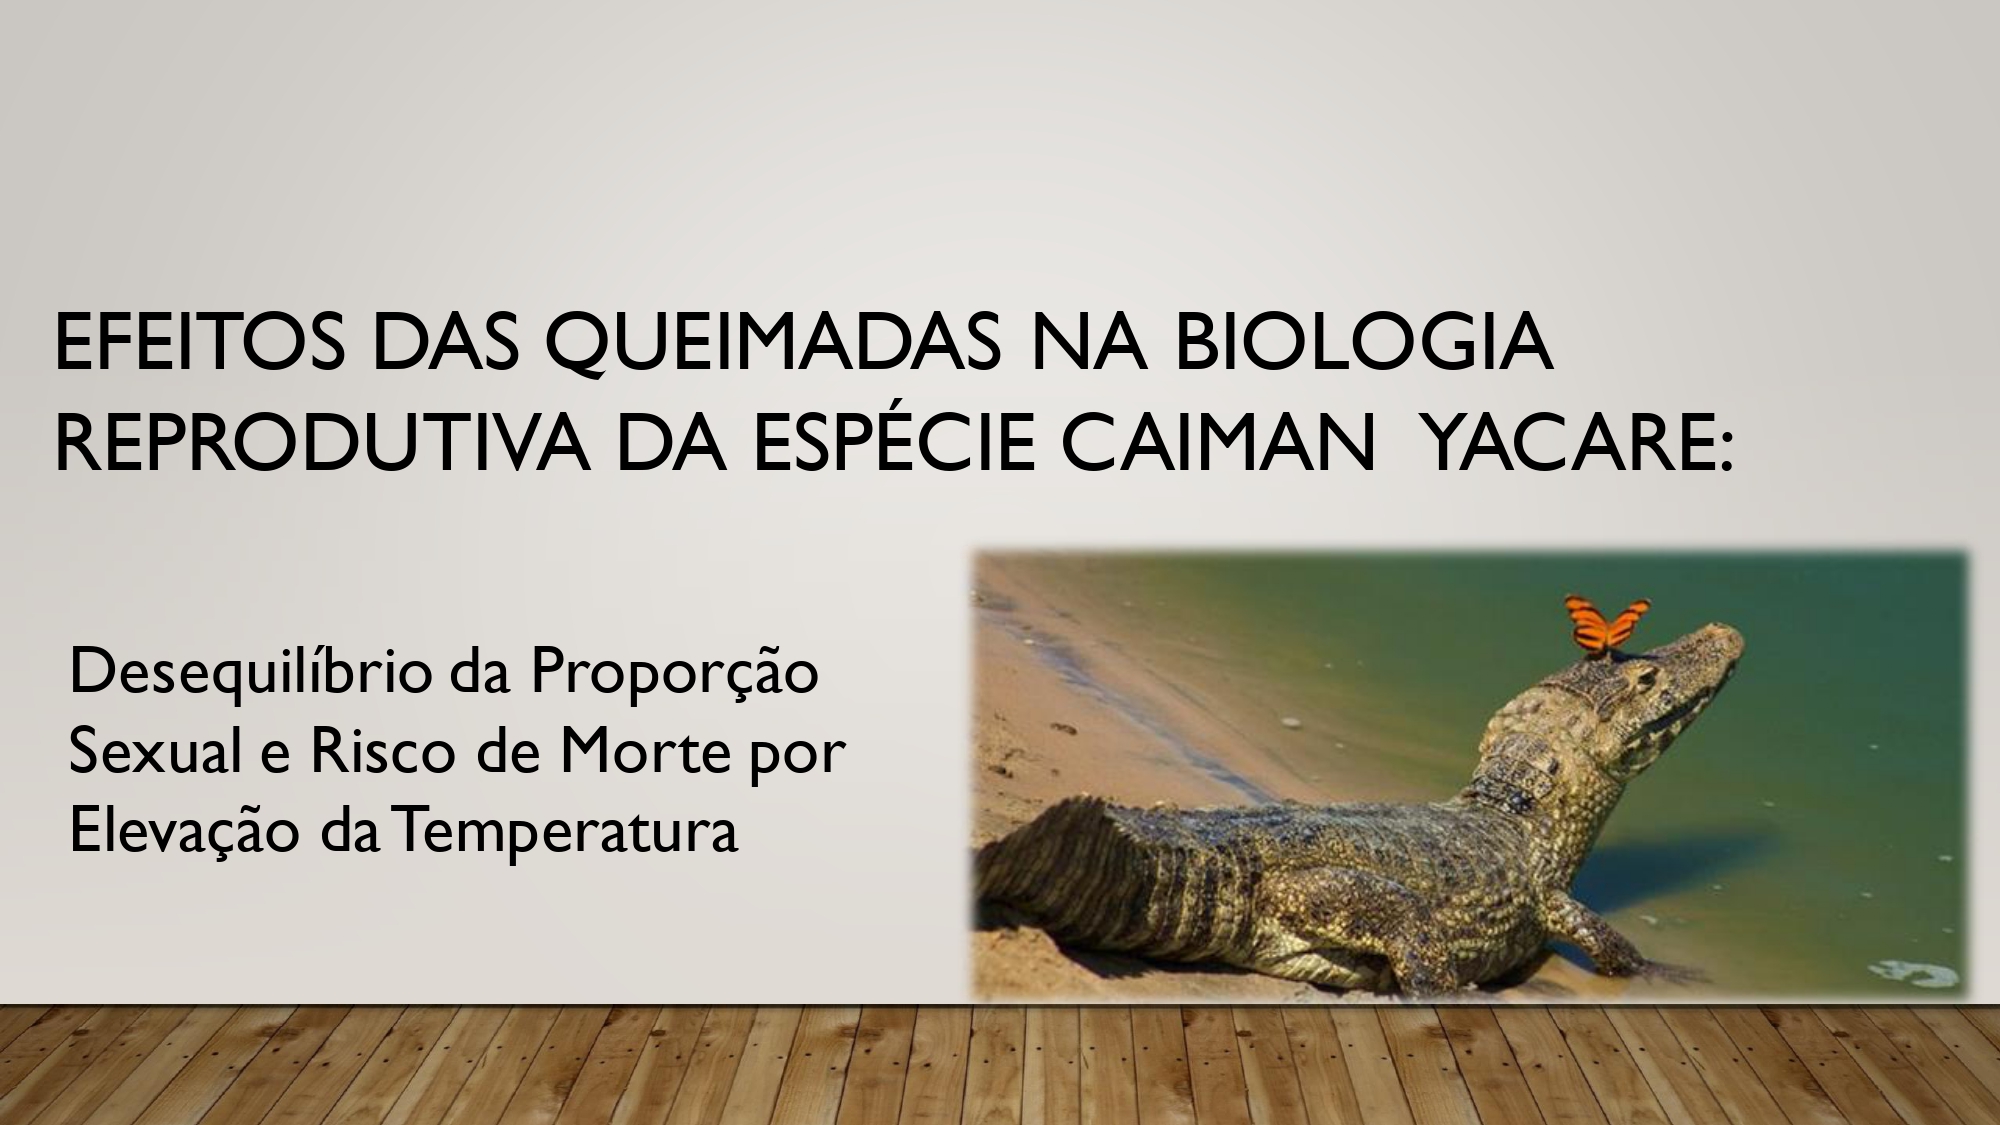 EFEITOS DAS QUEIMADAS NA BIOLOGIA
REPRODUTIVA DA ESPÉCIE CAIMAN YACARE:
Desequilíbrio da Proporção
Sexual e Risco de Morte por
Elevação da Temperatura